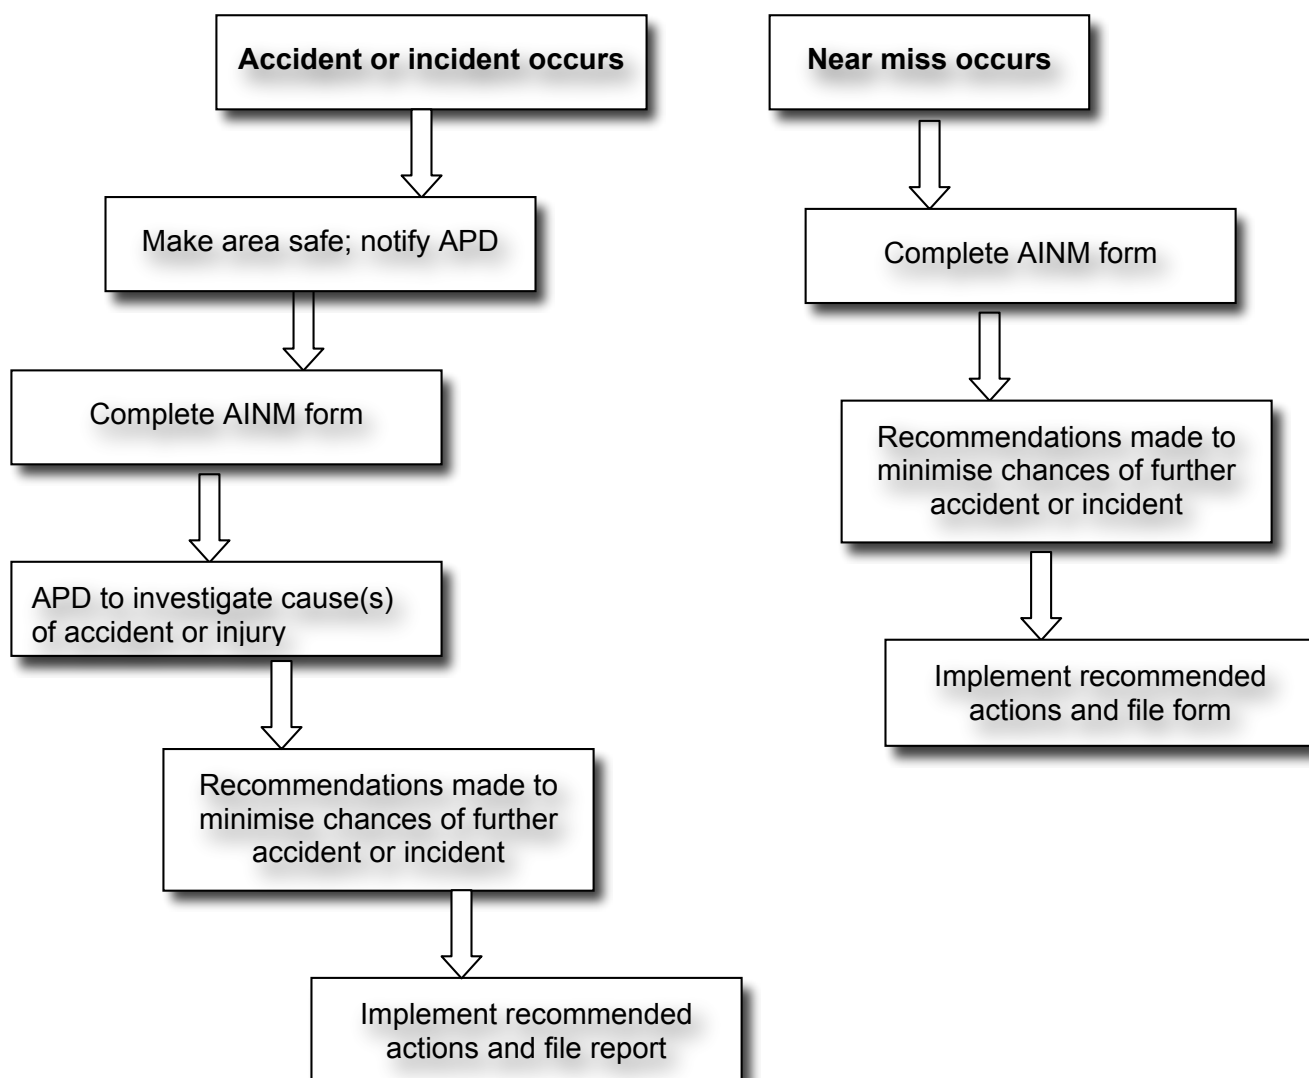 Accident or incident occurs
Make area safe; notify APD
Complete AINM form
APD to investigate cause(s)
of accident or injury
Recommendations made to
minimise chances of further
accident or incident
Implement recommended
actions and file report
Near miss occurs
Complete AINM form
Recommendations made to
minimise chances of further
accident or incident
Implement recommended
actions and file form